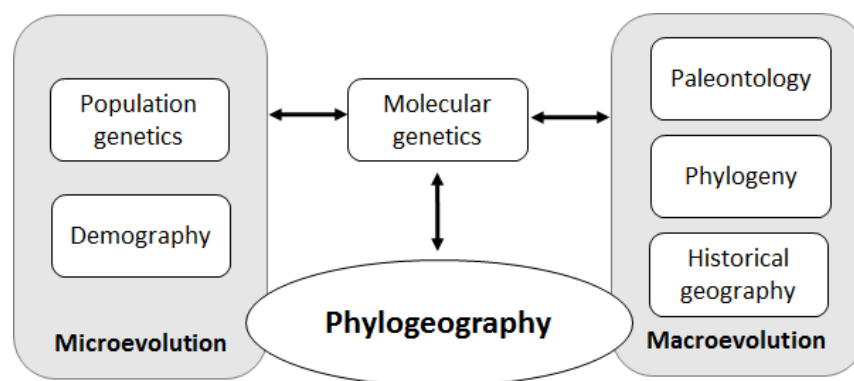 Population
genetics
Demography
Microevolution
Molecular
genetics
Phylogeography
Paleontology
Phylogeny
Historical
geography
Macroevolution